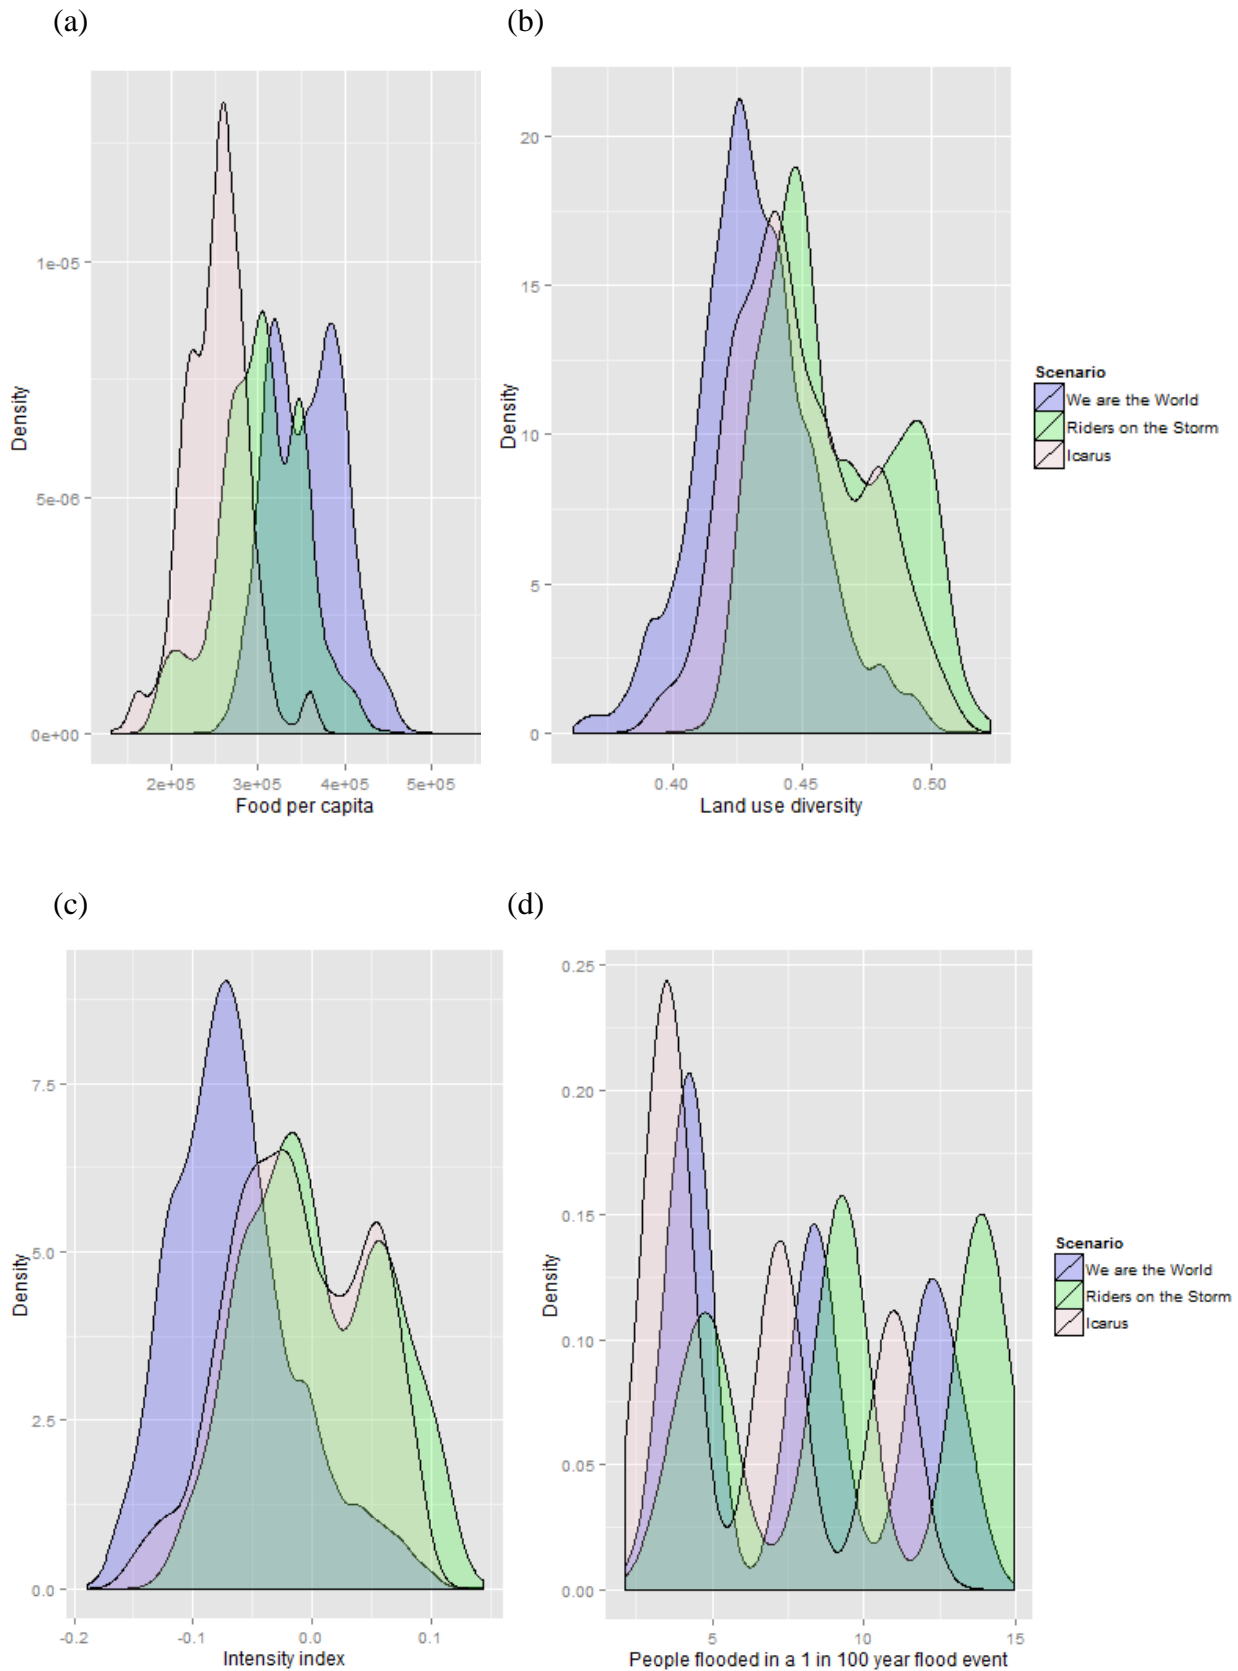 (a)
(b)
1e-05
5e-06
0e+00
Density
2e+05 3e+05 4e+05 5e+05
Food per capita
20
15
10
5
0
Density
0.40 0.45 0.50
Land use diversity
Scenario
We are the World
Riders on the Storm
Icarus
(c)
(d)
7.5
5.0
2.5
0.0
Density
-0.2 -0.1 0.0 0.1
Intensity index
0.25
0.20
0.15
0.10
0.05
0.00
Density
5 10 15
People flooded in a 1 in 100 year flood event
Scenario
We are the World
Riders on the Storm
Icarus